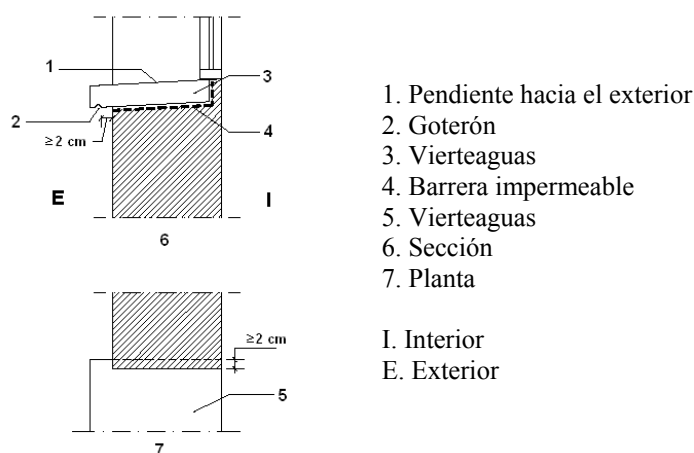 1
2
≥2 cm
3
4
E
I
6
≥2 cm
5
7
1. Pendiente hacia el exterior
2. Goterón
3. Vierteaguas
4. Barrera impermeable
5. Vierteaguas
6. Sección
7. Planta
I. Interior
E. Exterior